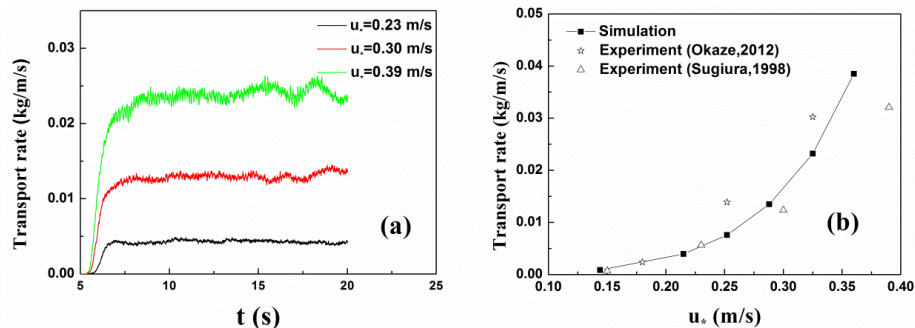 Transport rate (kg/m/s)
0.03
0.02
0.01
0.00
u*=0.23 m/s
u*=0.30 m/s
u*=0.39 m/s
(a)
5
10
15
20
t (s)
Transport rate (kg/m/s)
0.05
0.04
0.03
0.02
0.01
0.00
Simulation
Experiment (Okaze,2012)
Experiment (Sugiura,1998)
(b)
0.10
0.15
0.20
0.25
0.30
0.35
0.40
u* (m/s)